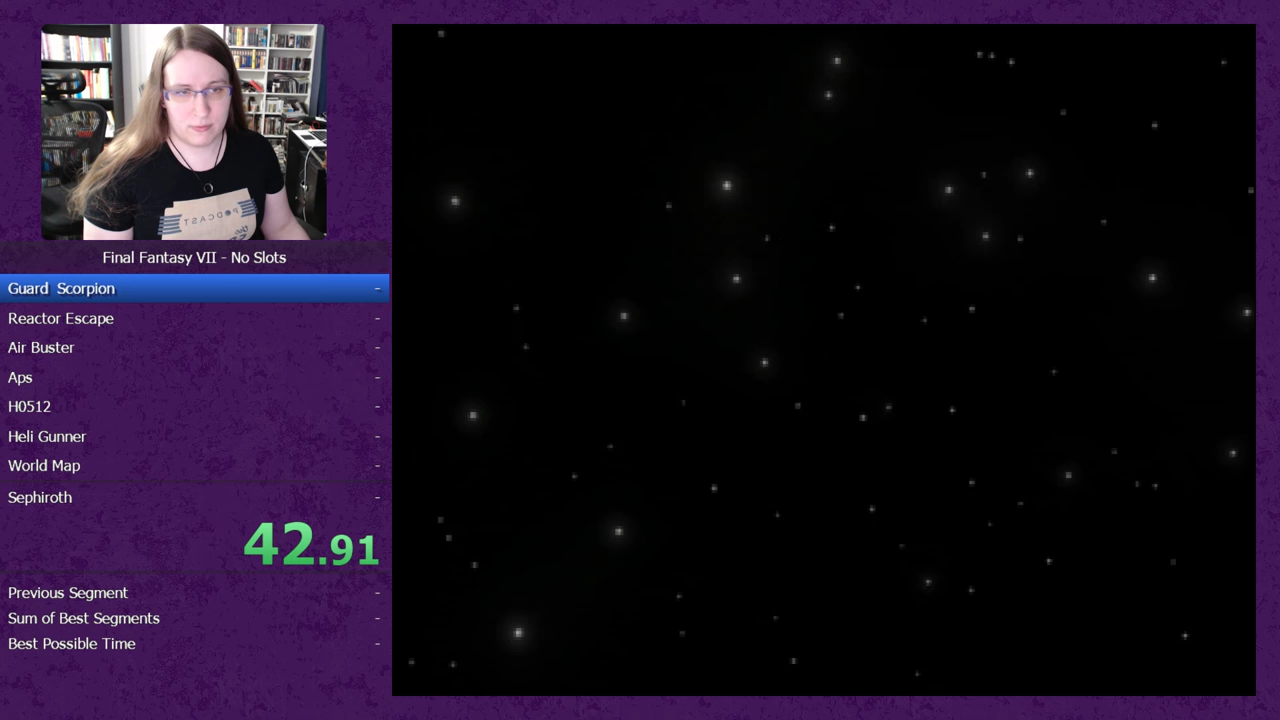 PODCAST
Final Fantasy VII - No Slots
Guard Scorpion -
Reactor Escape -
Air Buster -
Aps -
H0512 -
Heli Gunner -
World Map -
Sephiroth -
42.91
Previous Segment -
Sum of Best Segments -
Best Possible Time -